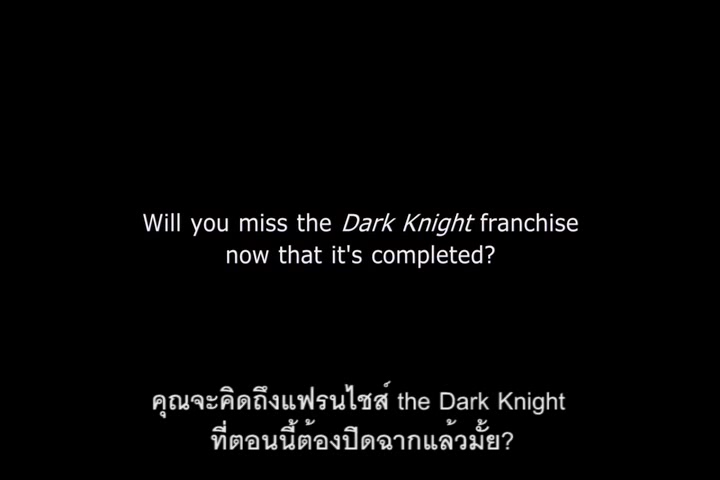 Will you miss the Dark Knight franchise
now that it's completed?
คุณจะคิดถึงแฟรนไชส์ the Dark Knight
ที่ตอนนี้ต้องปิดฉากแล้วมั้ย?